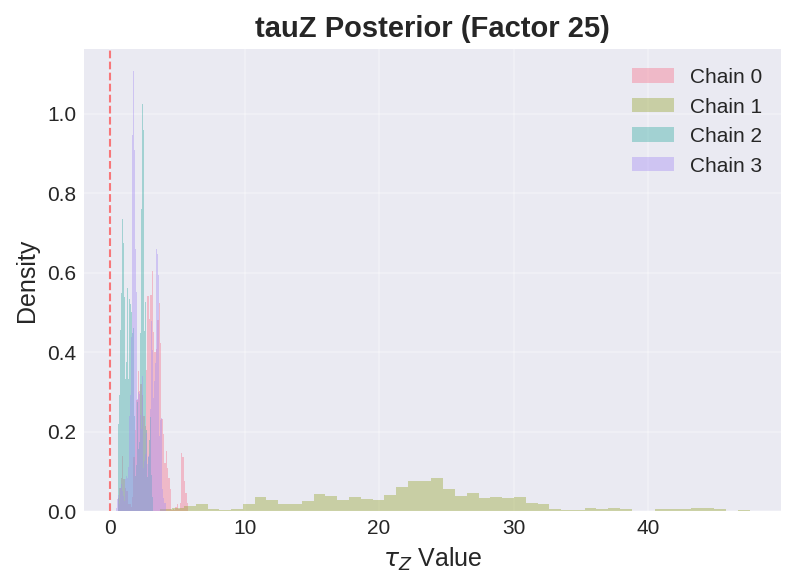 tauZ Posterior (Factor 25)
Chain 0
Chain 1
Chain 2
Chain 3
Density
1.0
0.8
0.6
0.4
0.2
0.0
0 10 20 30 40
τ_Z Value